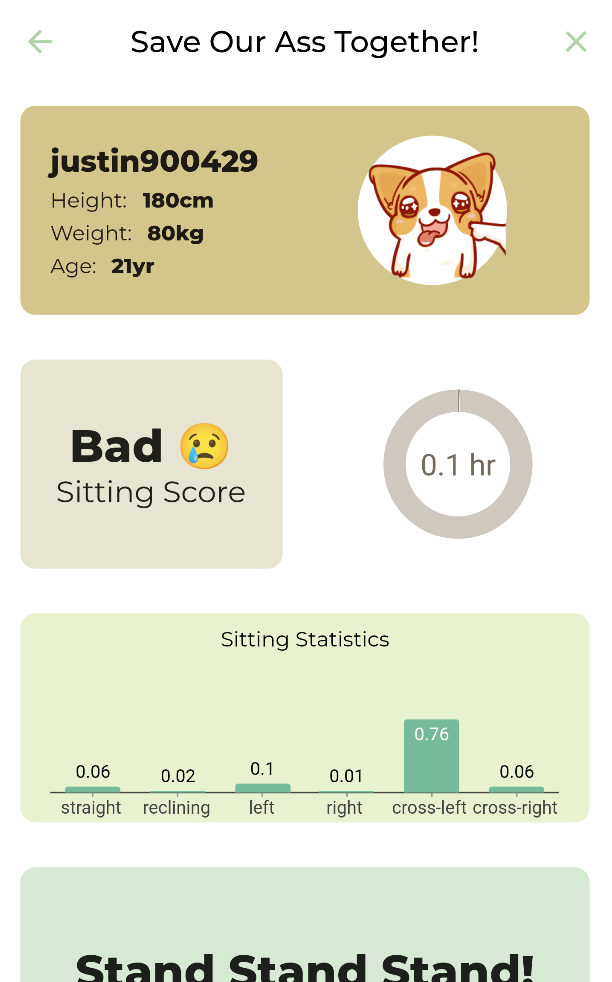 Save Our Ass Together!
justin900429
Height: 180cm
Weight: 80kg
Age: 21yr
Bad 😢
Sitting Score
0.1 hr
Sitting Statistics
0.06 0.02 0.1 0.01 0.76 0.06
straight reclining left right cross-left cross-right
Stand Stand Stand!